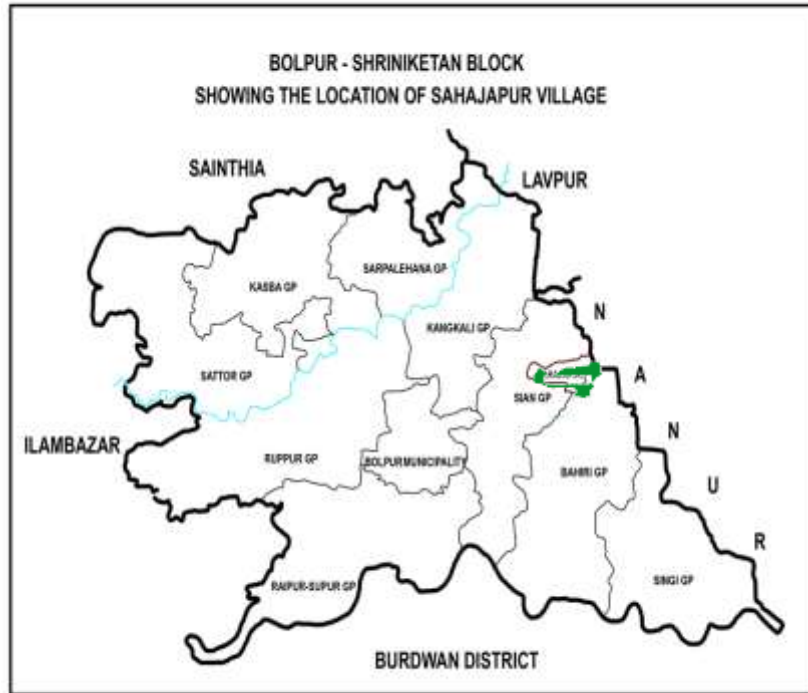 BOLPUR - SHRINIKETAN BLOCK
SHOWING THE LOCATION OF SAHAJAPUR VILLAGE
SAINTHIA
LAVPUR
SARPALEHANA GP
KASBA GP
N
KANGKALI GP
A
SATTOR GP
SIAN GP
N
ILAMBAZAR
RUPPUR GP
BOLPUR MUNICIPALITY
BAHIRI GP
U
R
RAIPUR-SUPUR GP
SINGI GP
BURDWAN DISTRICT